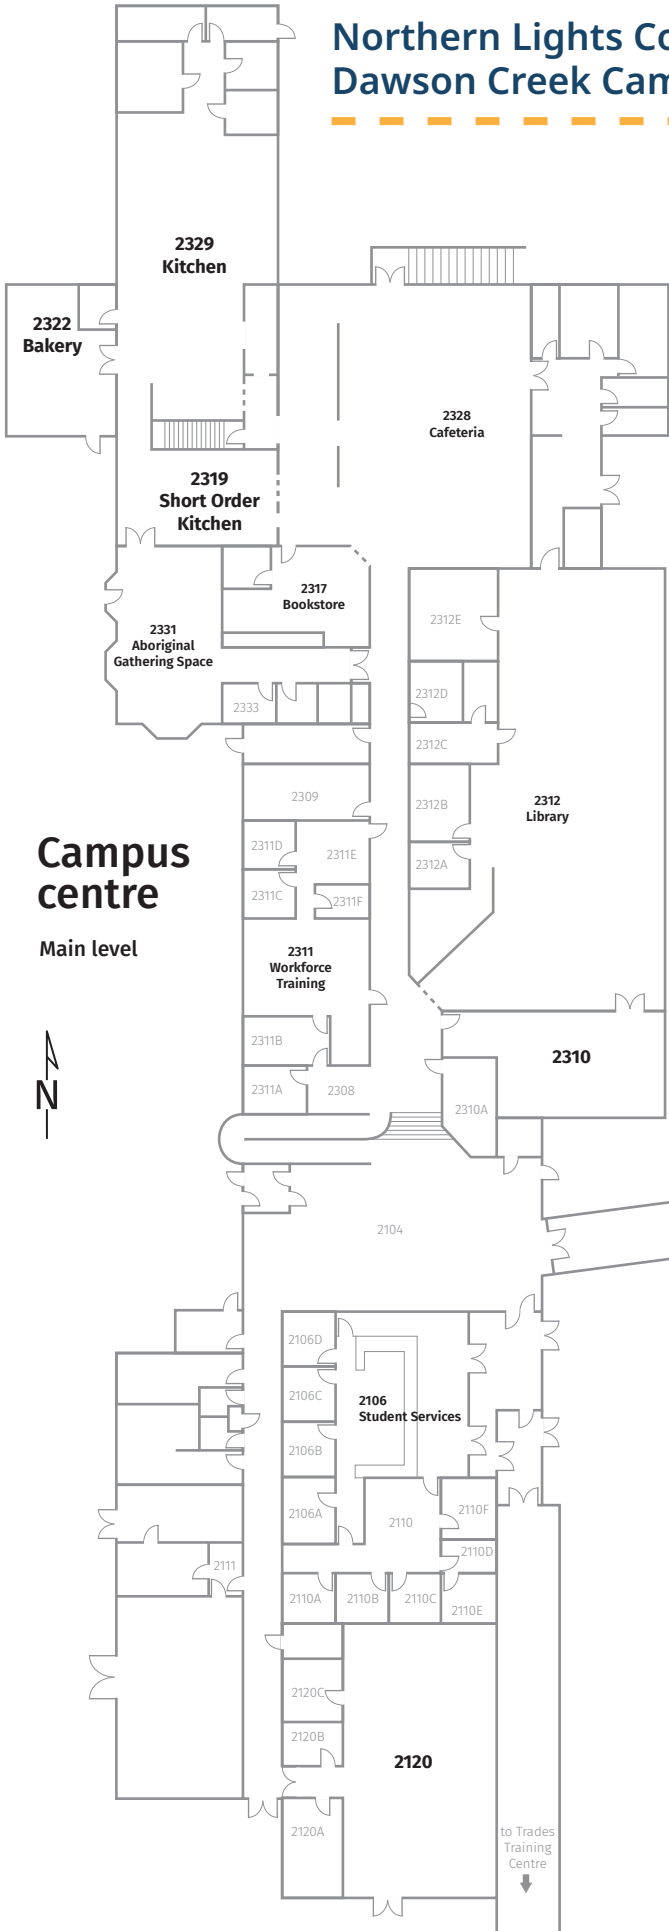 Northern Lights Co
Dawson Creek Cam
2329
Kitchen
2322
Bakery
2328
Cafeteria
2319
Short Order
Kitchen
2317
Bookstore
2331
Aboriginal
Gathering Space
2312E
2333
2312D
2312C
2309
2312B
2312
Library
Campus
centre
Main level
2311D
2311E
2312A
2311C
2311F
2311
Workforce
Training
2311B
2310
N
2311A
2308
2310A
2104
2106D
2106C
2106
Student Services
2106B
2106A
2110
2110F
2110D
2111
2110A
2110B
2110C
2110E
2120C
2120B
2120
2120A
to Trades
Training
Centre